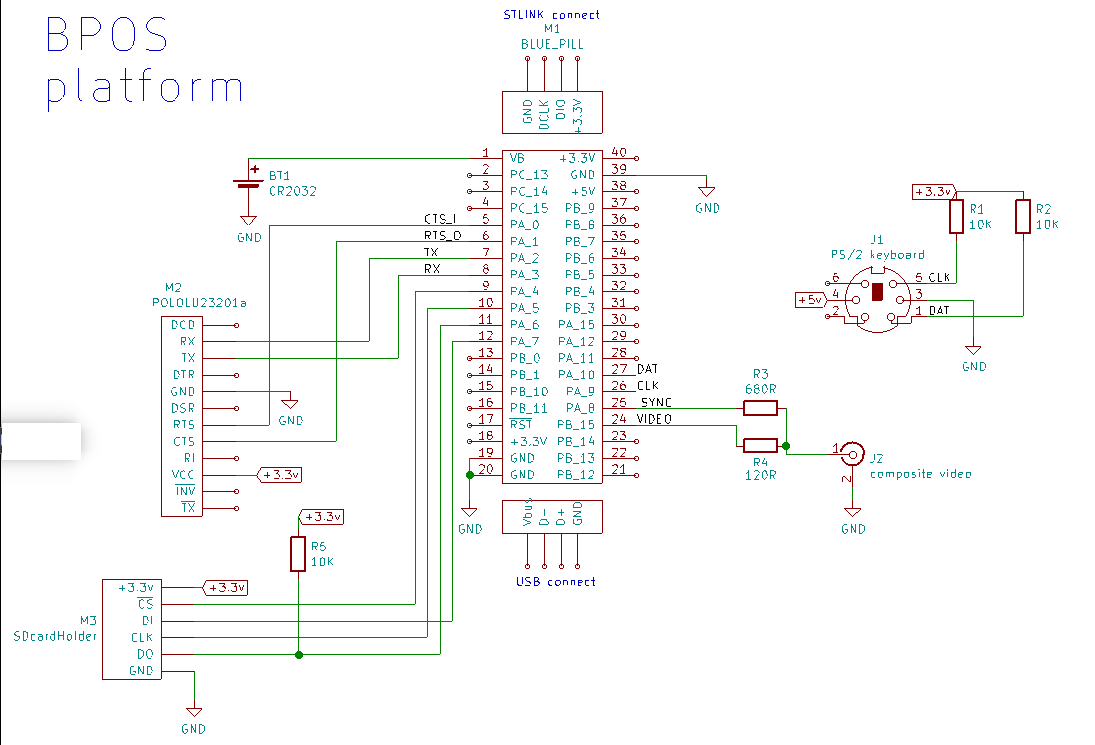 BPOS
platform
STLINK connect
M1
BLUE_PILL
GND
DCLK
DIO
+3.3V
1 VB +3.3V 40
2 PC_13 GND 39
3 PC_14 +5V 38
4 PC_15 PB_9 37
CTS_I 5 PA_0 PB_8 36
RTS_O 6 PA_1 PB_7 35
TX 7 PA_2 PB_6 34
RX 8 PA_3 PB_5 33
9 PA_4 PB_4 32
10 PA_5 PB_3 31
11 PA_6 PA_15 30
12 PA_7 PA_12 29
13 PB_0 PA_11 28
14 PB_1 PA_10 27 DAT
15 PB_10 PA_9 26 CLK
16 PB_11 PA_8 25 SYNC
17 RST PB_15 24 VIDEO
18 +3.3V PB_14 23
19 GND PB_13 22
20 GND PB_12 21
GND
GND
Vbus
D-
D+
GND
USB connect
BT1
CR2032
GND
M2
POLOLU23201a
DCD
RX
TX
DTR
GND
DSR
RTS
CTS
RI
VCC
INV
TX
GND
+3.3v
+3.3v
R5
10K
M3
SDcardHolder
+3.3v
CS
DI
CLK
DO
GND
+3.3v
GND
+3.3v
R1
10K
R2
10K
J1
PS/2 keyboard
6
4
2
5 CLK
3
1 DAT
+5v
GND
R3
680R
R4
120R
1
2
J2
composite video
GND